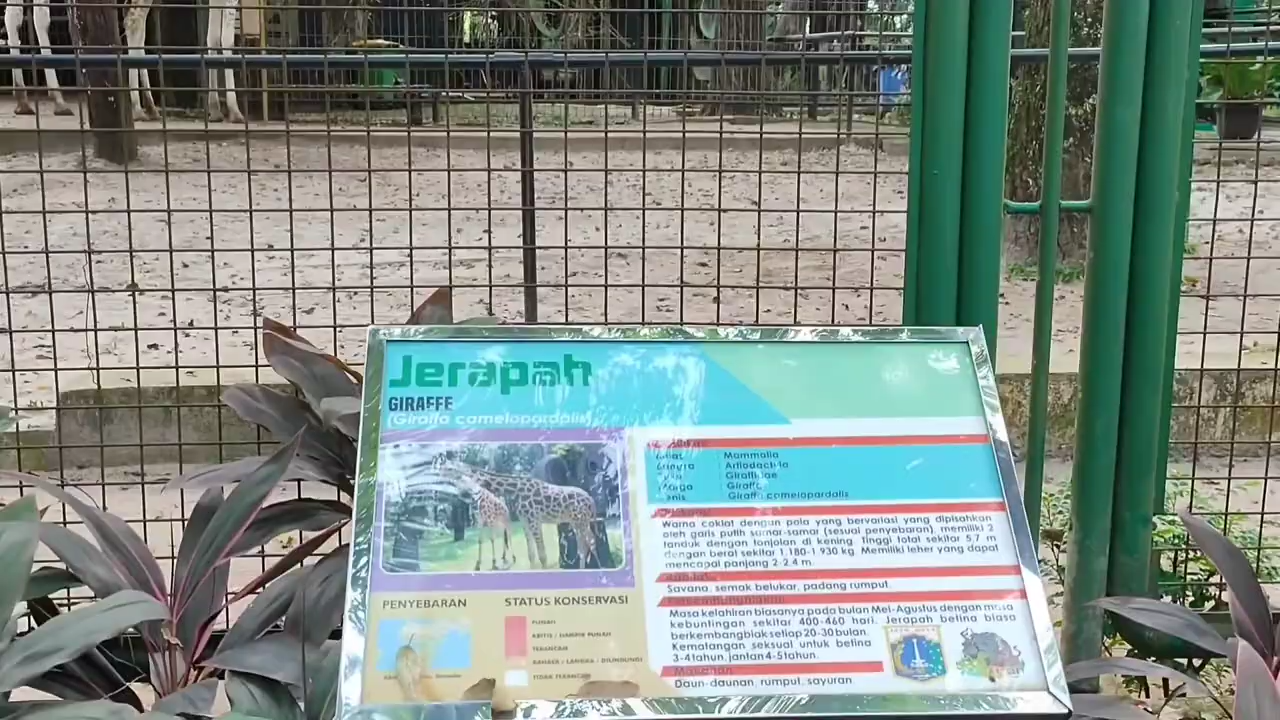 Jerapah
GIRAFFE
(Giraffa camelopardalis)
: Mammalia
: Artiodactyla
: Giraffidae
: Giraffa
: Giraffa camelopardalis
Warna coklat dengan pola yang bervariasi yang dipisahkan
oleh garis putih samar-samar (sesuai penyebaran), memiliki 2
tanduk dengan tonjolan di kening. Tinggi total sekitar 5,7 m
dengan berat sekitar 1.180-1 930 kg. Memiliki leher yang dapat
mencapai panjang 2-2.4 m.
Savana, semak belukar, padang rumput.
Masa kelahiran biasanya pada bulan Mei-Agustus dengan masa
kebuntingan sekitar 400-460 hari. Jerapah betina biasa
berkembangbiak setiap 20-30 bulan.
Kematangan seksual untuk betina
3-4 tahun, jantan 4-5 tahun.
Makanan
Daun-daunan, rumput, sayuran
PENYEBARAN
STATUS KONSERVASI
PUNAH
KRITIS / HAMPIR PUNAH
TERANCAM
BAHAYA / LANGKA / DILINDUNGI
TIDAK TERANCAM